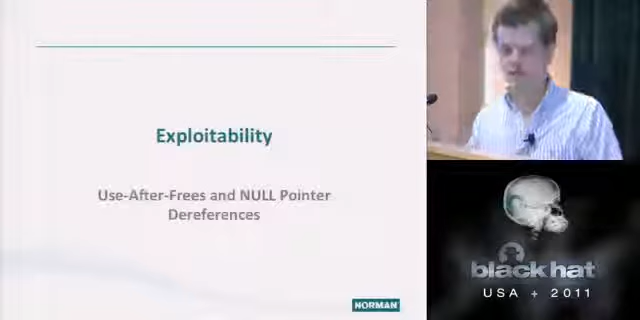 Exploitability
Use-After-Frees and NULL Pointer
Dereferences
NORMAN
black hat
USA + 2011